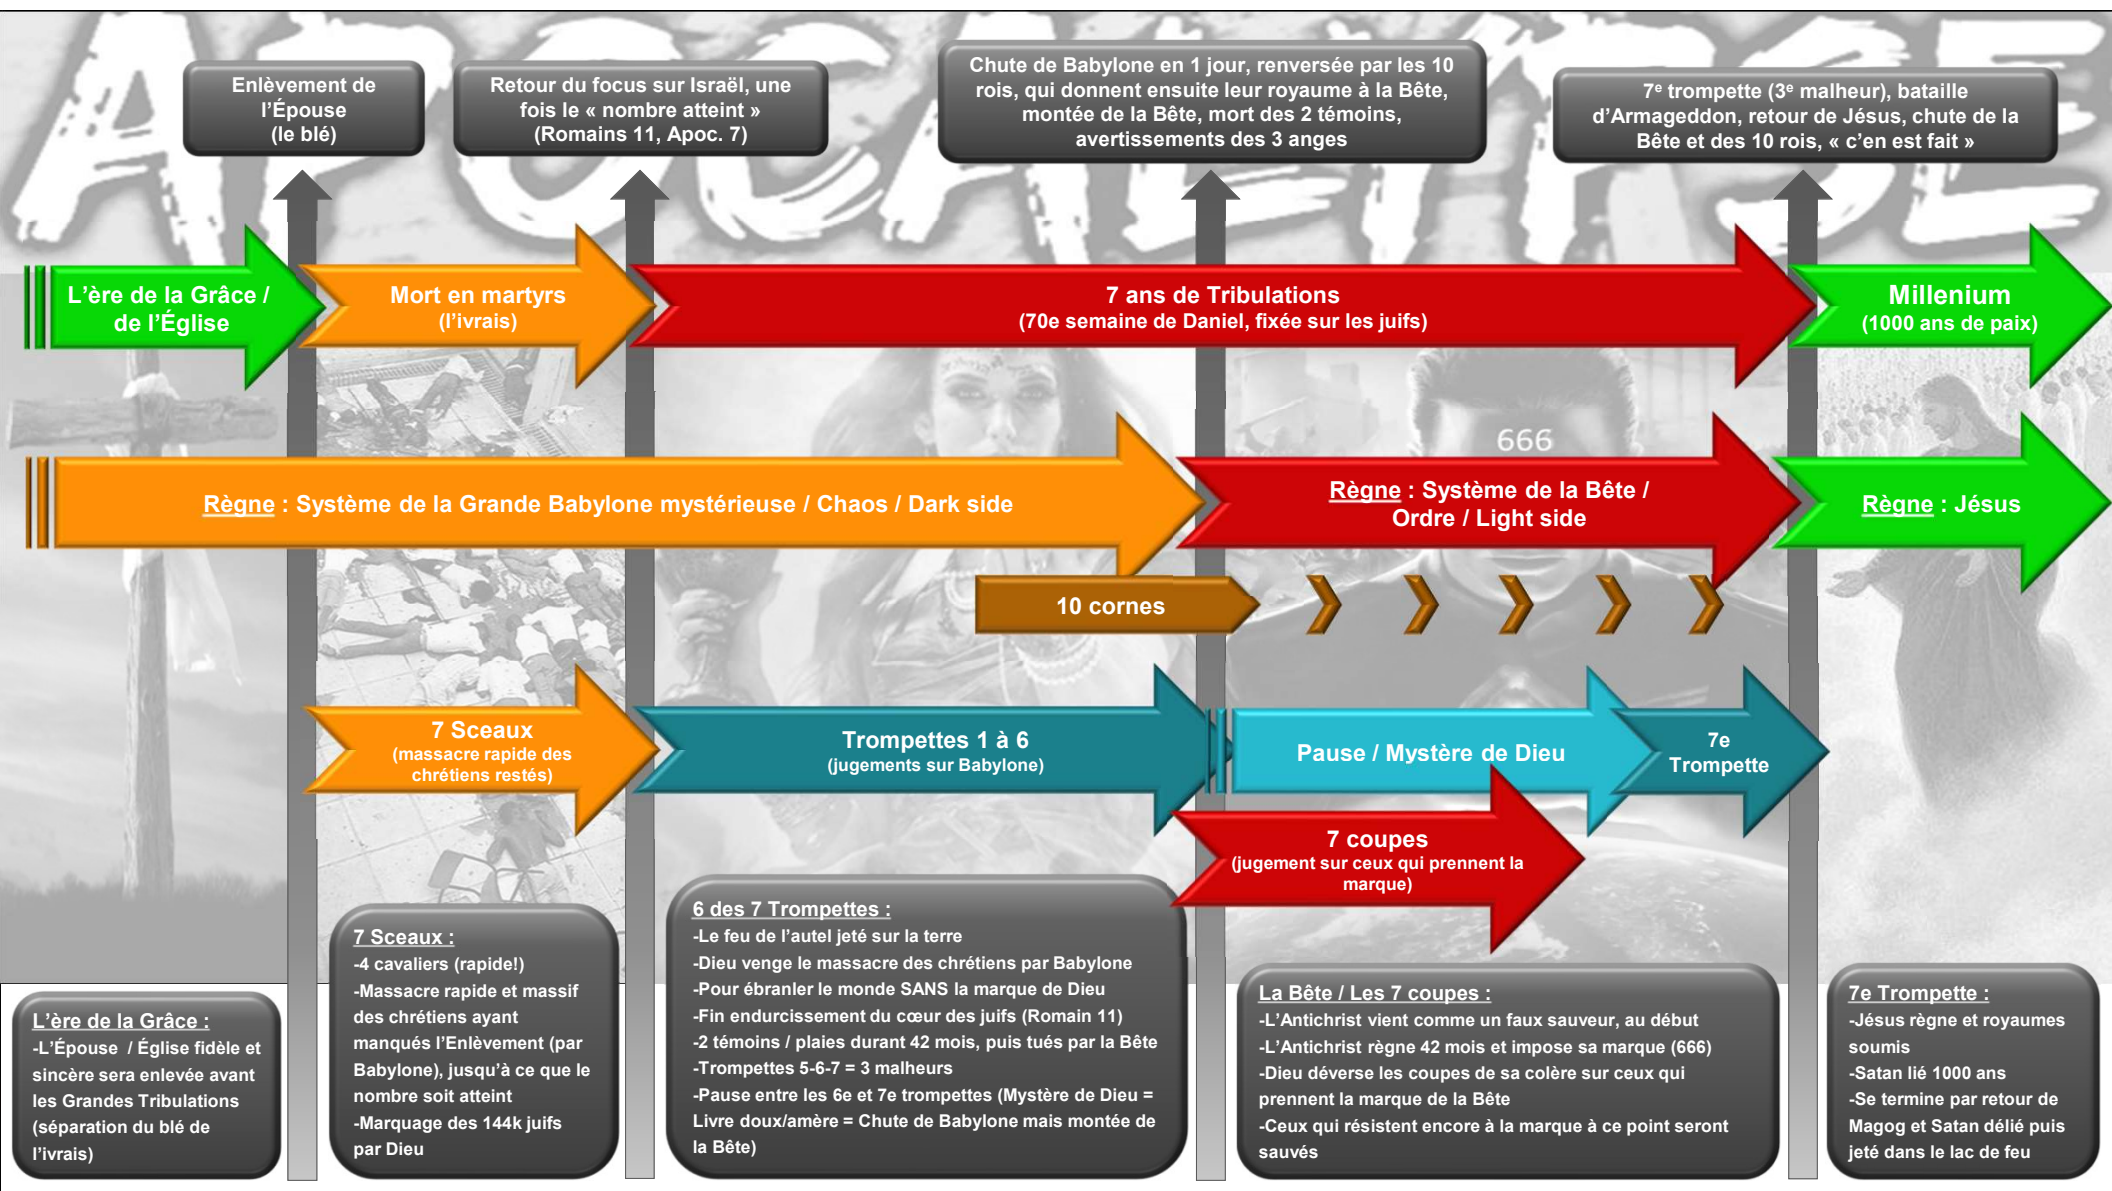 APOCALYPSE
Enlèvement de
l'Épouse
(le blé)
Retour du focus sur Israël, une
fois le « nombre atteint »
(Romains 11, Apoc. 7)
Chute de Babylone en 1 jour, renversée par les 10
rois, qui donnent ensuite leur royaume à la Bête,
montée de la Bête, mort des 2 témoins,
avertissements des 3 anges
7e trompette (3e malheur), bataille
d'Armageddon, retour de Jésus, chute de la
Bête et des 10 rois, « c'en est fait »
L'ère de la Grâce /
de l'Église
Mort en martyrs
(l'ivrais)
7 ans de Tribulations
(70e semaine de Daniel, fixée sur les juifs)
Millenium
(1000 ans de paix)
666
Règne : Système de la Grande Babylone mystérieuse / Chaos / Dark side
Règne : Système de la Bête /
Ordre / Light side
Règne : Jésus
10 cornes
7 Sceaux
(massacre rapide des
chrétiens restés)
Trompettes 1 à 6
(jugements sur Babylone)
Pause / Mystère de Dieu
7e
Trompette
7 coupes
(jugement sur ceux qui prennent la
marque)
L'ère de la Grâce :
-L'Épouse / Église fidèle et
sincère sera enlevée avant
les Grandes Tribulations
(séparation du blé de
l'ivrais)
7 Sceaux :
-4 cavaliers (rapide!)
-Massacre rapide et massif
des chrétiens ayant
manqués l'Enlèvement (par
Babylone), jusqu'à ce que le
nombre soit atteint
-Marquage des 144k juifs
par Dieu
6 des 7 Trompettes :
-Le feu de l'autel jeté sur la terre
-Dieu venge le massacre des chrétiens par Babylone
-Pour ébranler le monde SANS la marque de Dieu
-Fin endurcissement du cœur des juifs (Romain 11)
-2 témoins / plaies durant 42 mois, puis tués par la Bête
-Trompettes 5-6-7 = 3 malheurs
-Pause entre les 6e et 7e trompettes (Mystère de Dieu =
Livre doux/amère = Chute de Babylone mais montée de
la Bête)
La Bête / Les 7 coupes :
-L'Antichrist vient comme un faux sauveur, au début
-L'Antichrist règne 42 mois et impose sa marque (666)
-Dieu déverse les coupes de sa colère sur ceux qui
prennent la marque de la Bête
-Ceux qui résistent encore à la marque à ce point seront
sauvés
7e Trompette :
-Jésus règne et royaumes
soumis
-Satan lié 1000 ans
-Se termine par retour de
Magog et Satan délié puis
jeté dans le lac de feu